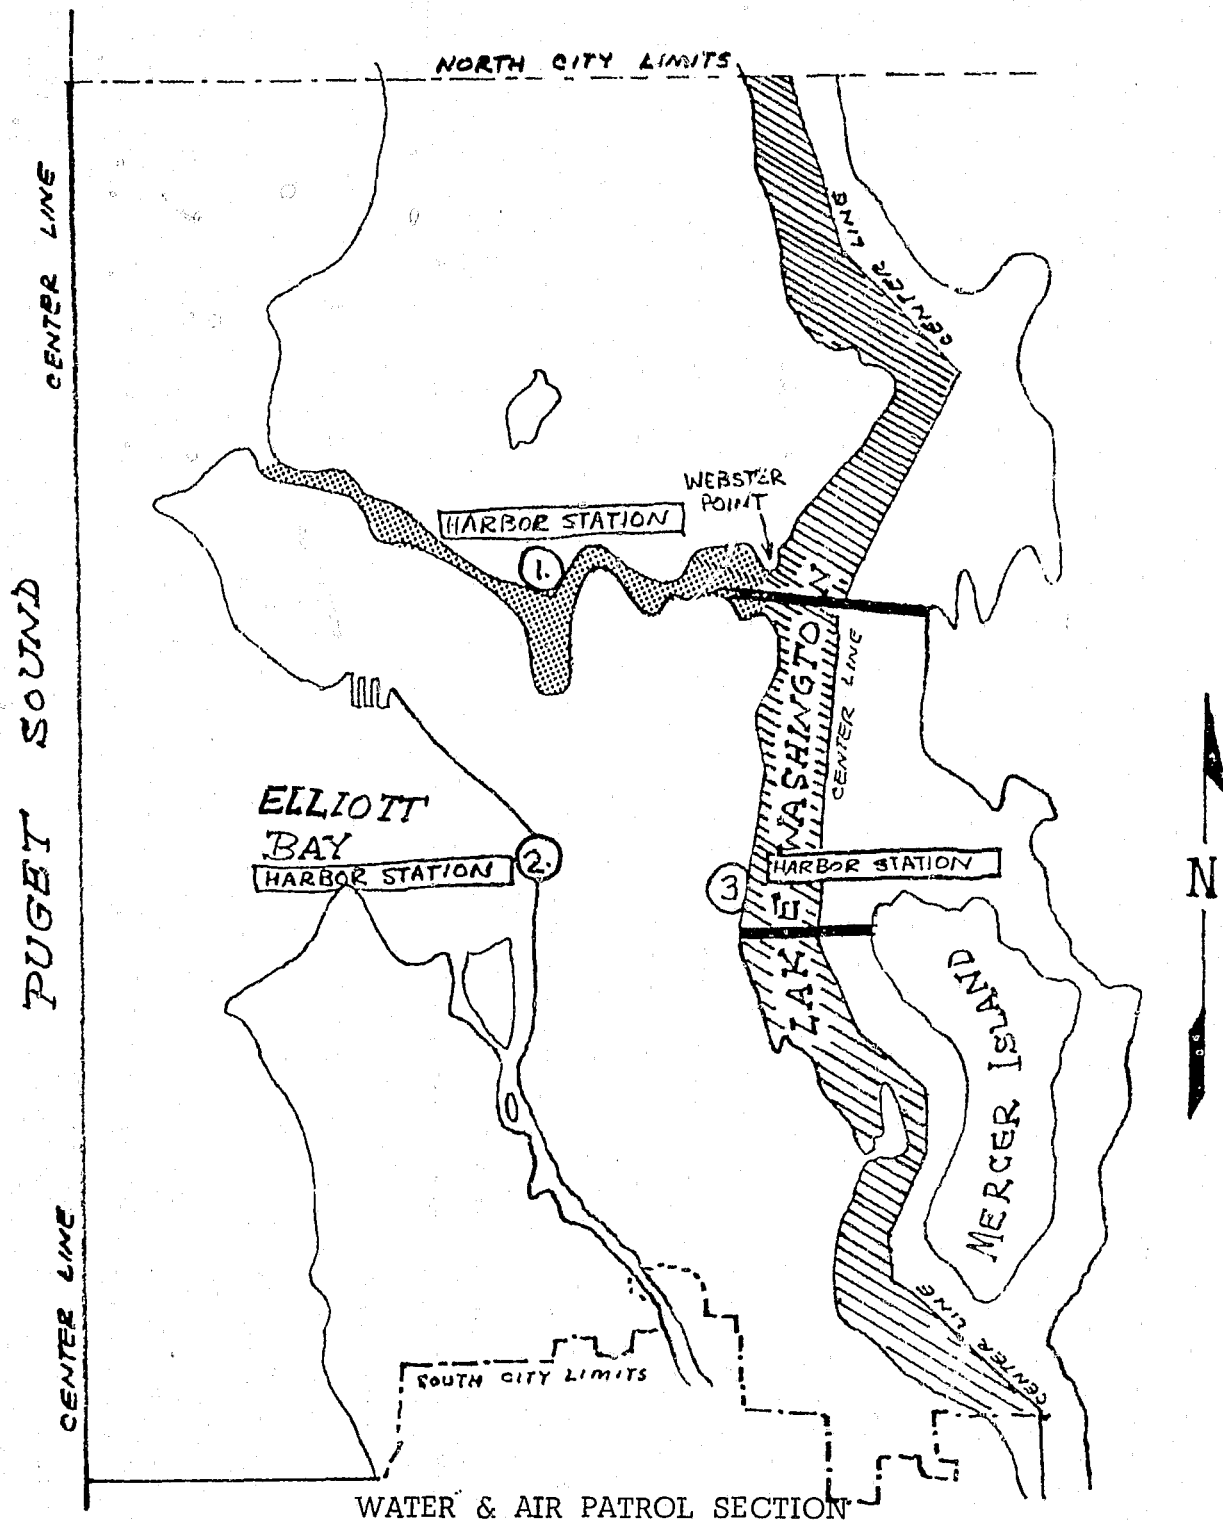 NORTH CITY LIMITS
CENTER LINE
CENTER LINE
CENTER LINE
WEBSTER
POINT
HARBOR STATION
1.
PUGET SOUND
LAKE WASHINGTON
CENTER LINE
ELLIOTT
BAY
HARBOR STATION
2.
3
HARBOR STATION
N
MERCER ISLAND
CENTER LINE
CENTER LINE
CENTER LINE
SOUTH CITY LIMITS
WATER & AIR PATROL SECTION